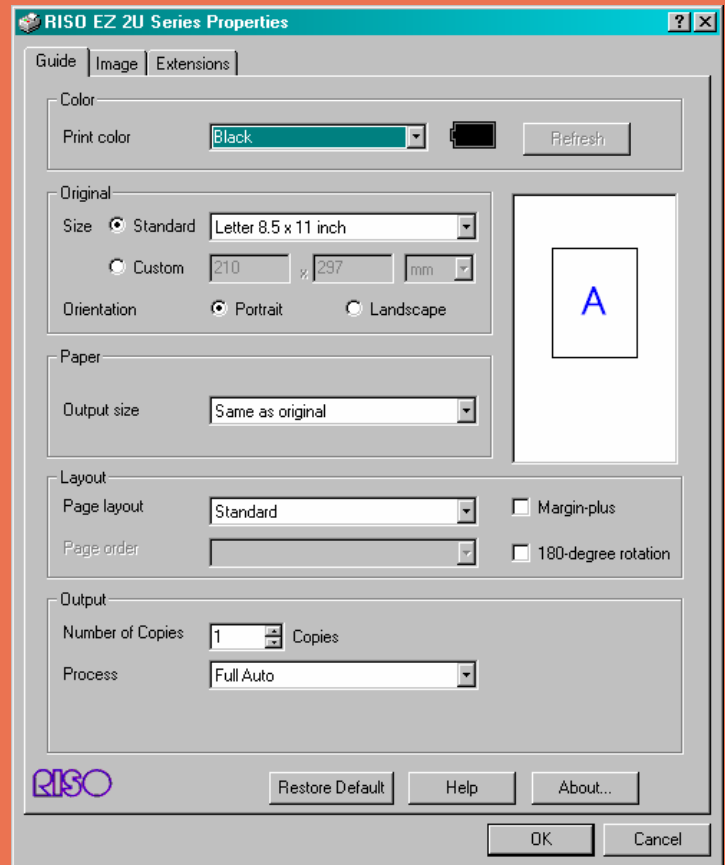 RISO EZ 2U Series Properties
Guide Image Extensions
Color
Print color Black Refresh
Original
Size Standard Letter 8.5 x 11 inch
Custom 210 x 297 mm
Orientation Portrait Landscape
A
Paper
Output size Same as original
Layout
Page layout Standard Margin-plus
Page order 180-degree rotation
Output
Number of Copies 1 Copies
Process Full Auto
RISO Restore Default Help About...
OK Cancel